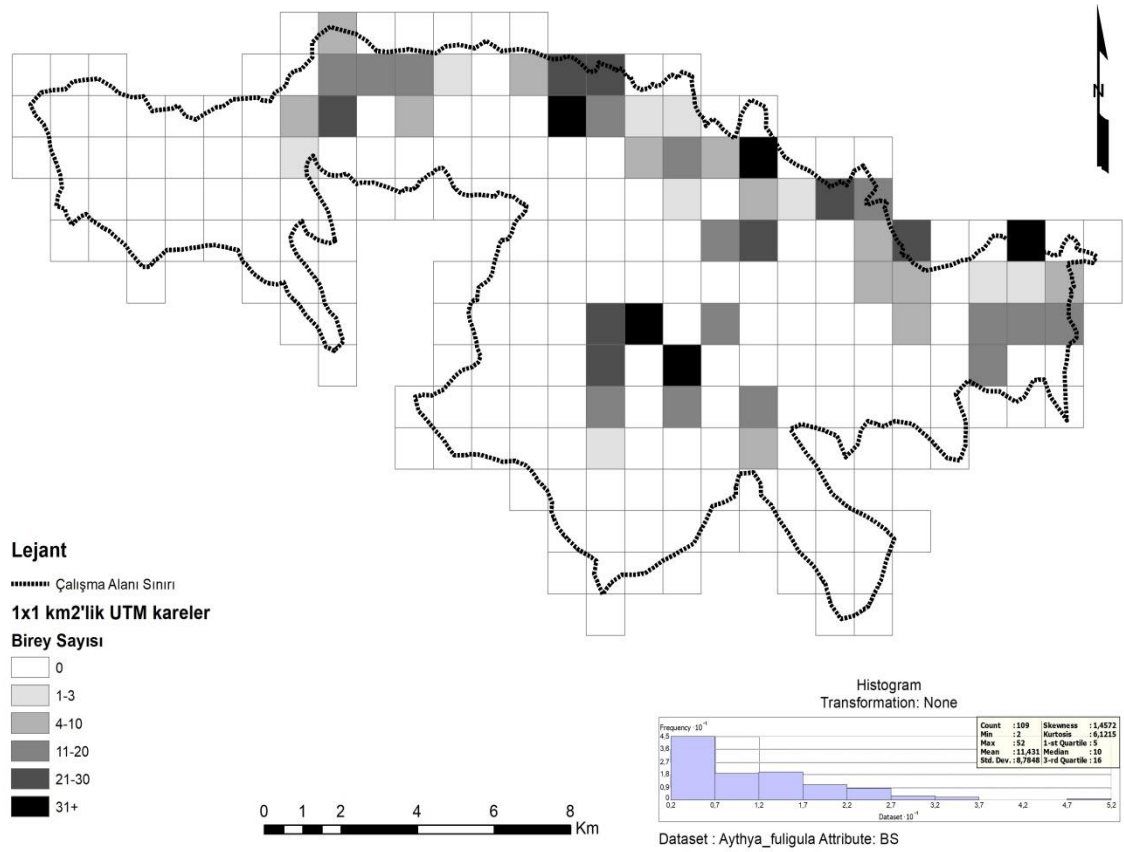 N
Lejant
Çalışma Alanı Sınırı
1x1 km2'lik UTM kareler
Birey Sayısı
0
1-3
4-10
11-20
21-30
31+
0 1 2 4 6 8
Km
Histogram
Transformation: None
Frequency · 10⁻¹
4,5
3,6
2,7
1,8
0,9
0
0,2 0,7 1,2 1,7 2,2 2,7 3,2 3,7 4,2 4,7 5,2
Dataset · 10⁻¹
Count : 109 Skewness : 1,4572
Min : 2 Kurtosis : 6,1215
Max : 52 1-st Quartile : 5
Mean : 11,431 Median : 10
Std. Dev. : 8,7848 3-rd Quartile : 16
Dataset : Aythya_fuligula Attribute: BS